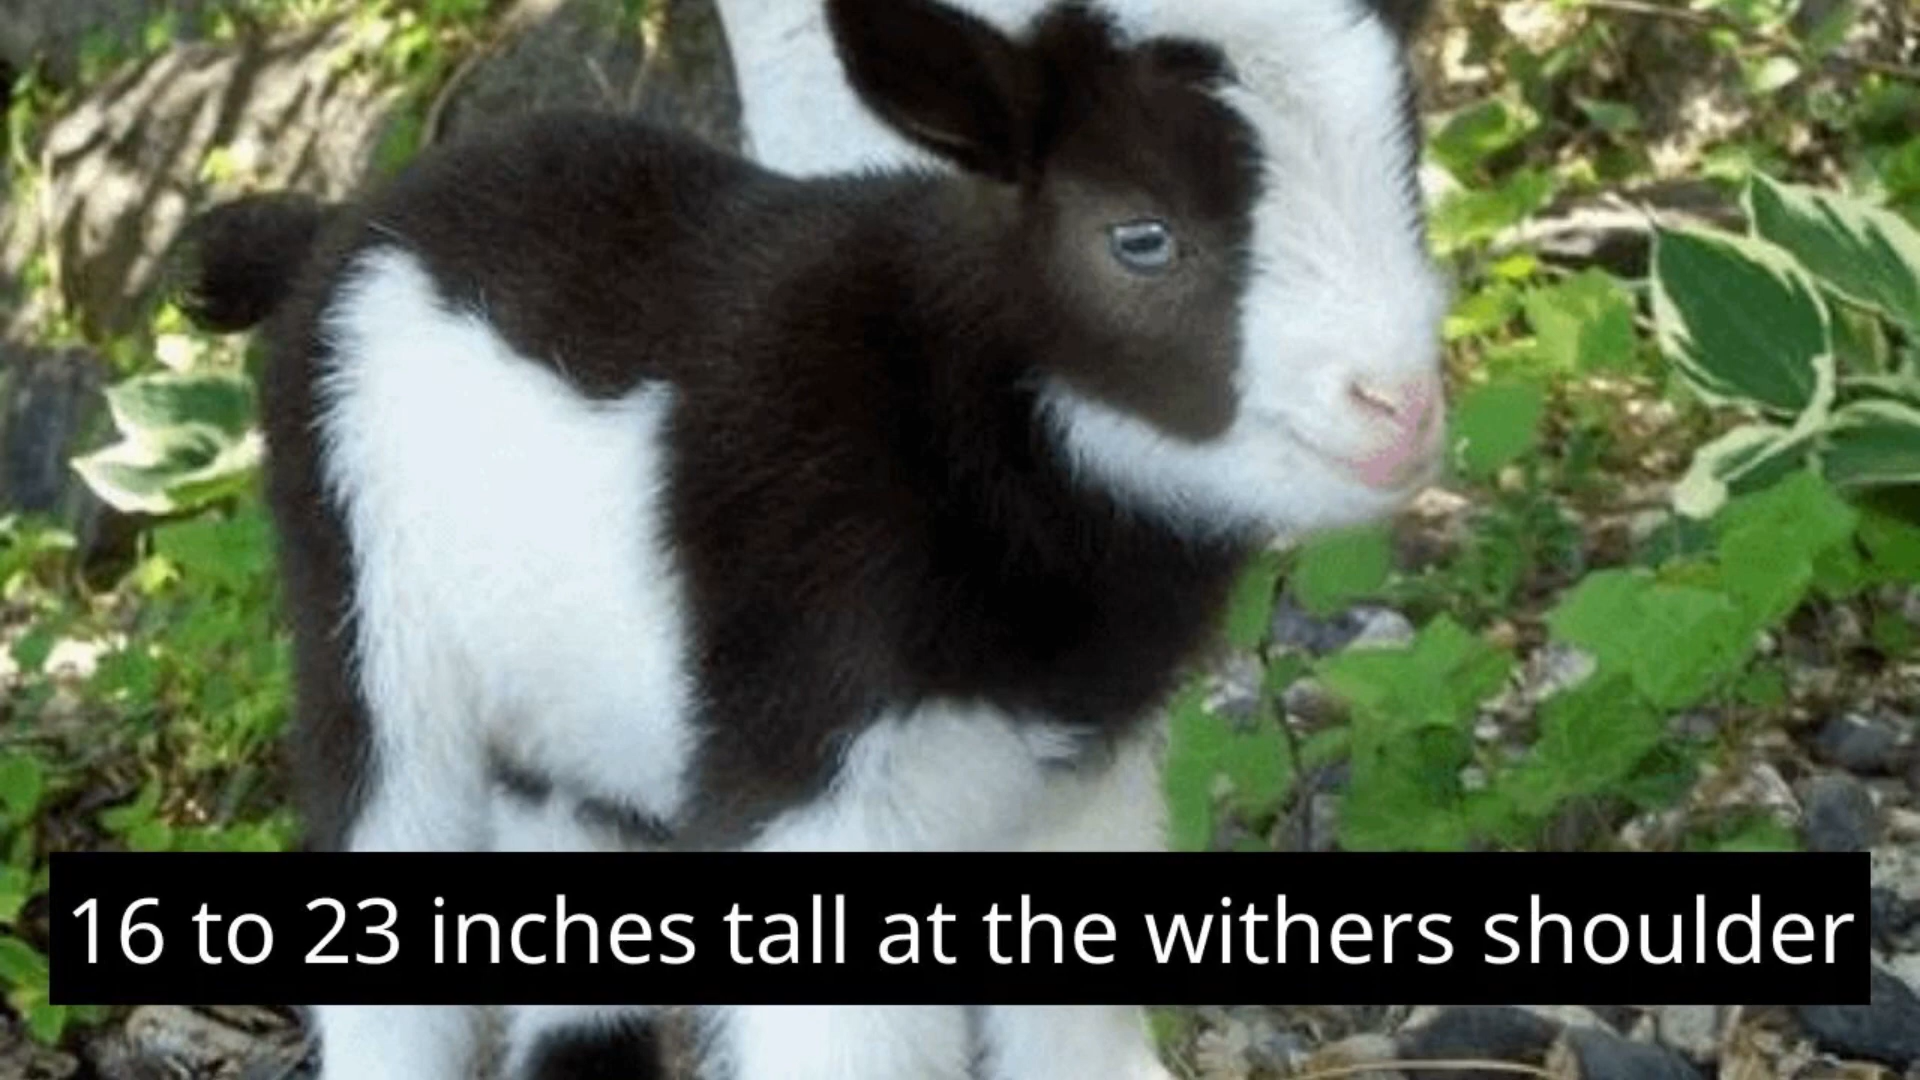 16 to 23 inches tall at the withers shoulder